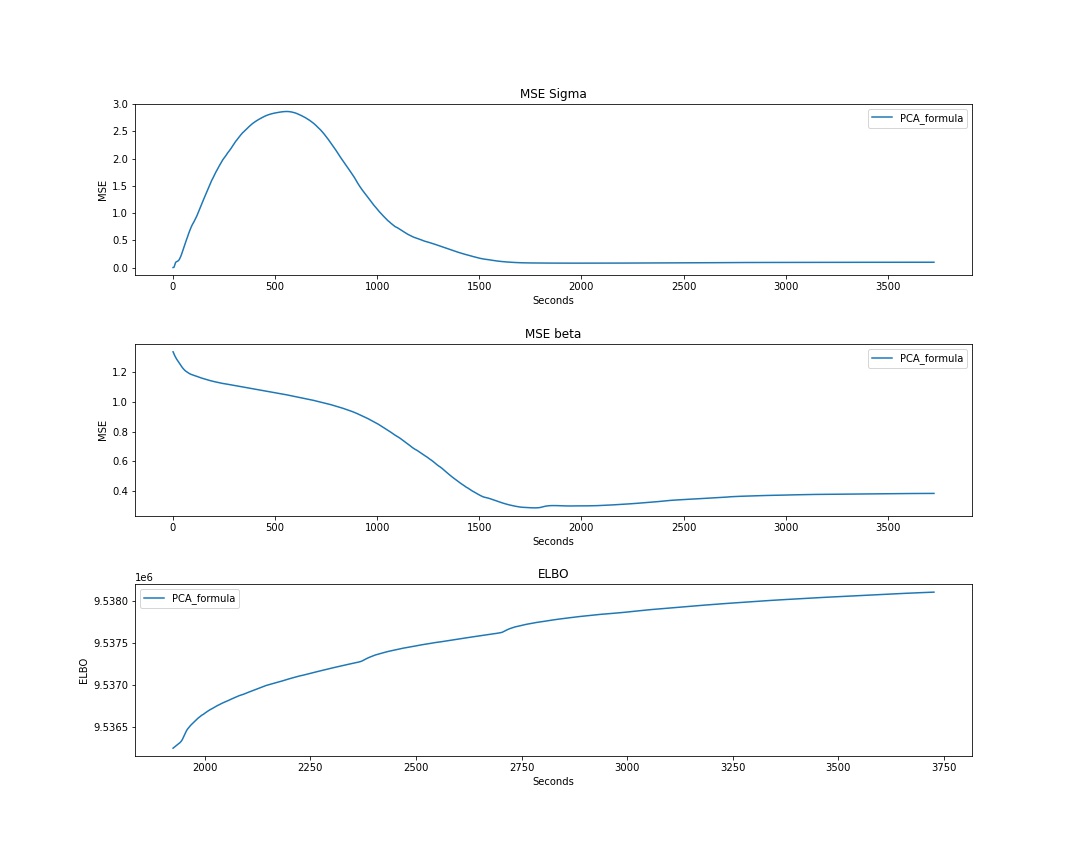 MSE Sigma
3.0
2.5
2.0
1.5
1.0
0.5
0.0
MSE
PCA_formula
0 500 1000 1500 2000 2500 3000 3500
Seconds
MSE beta
1.2
1.0
0.8
0.6
0.4
MSE
PCA_formula
0 500 1000 1500 2000 2500 3000 3500
Seconds
ELBO
1e6
9.5380
9.5375
9.5370
9.5365
ELBO
PCA_formula
2000 2250 2500 2750 3000 3250 3500 3750
Seconds